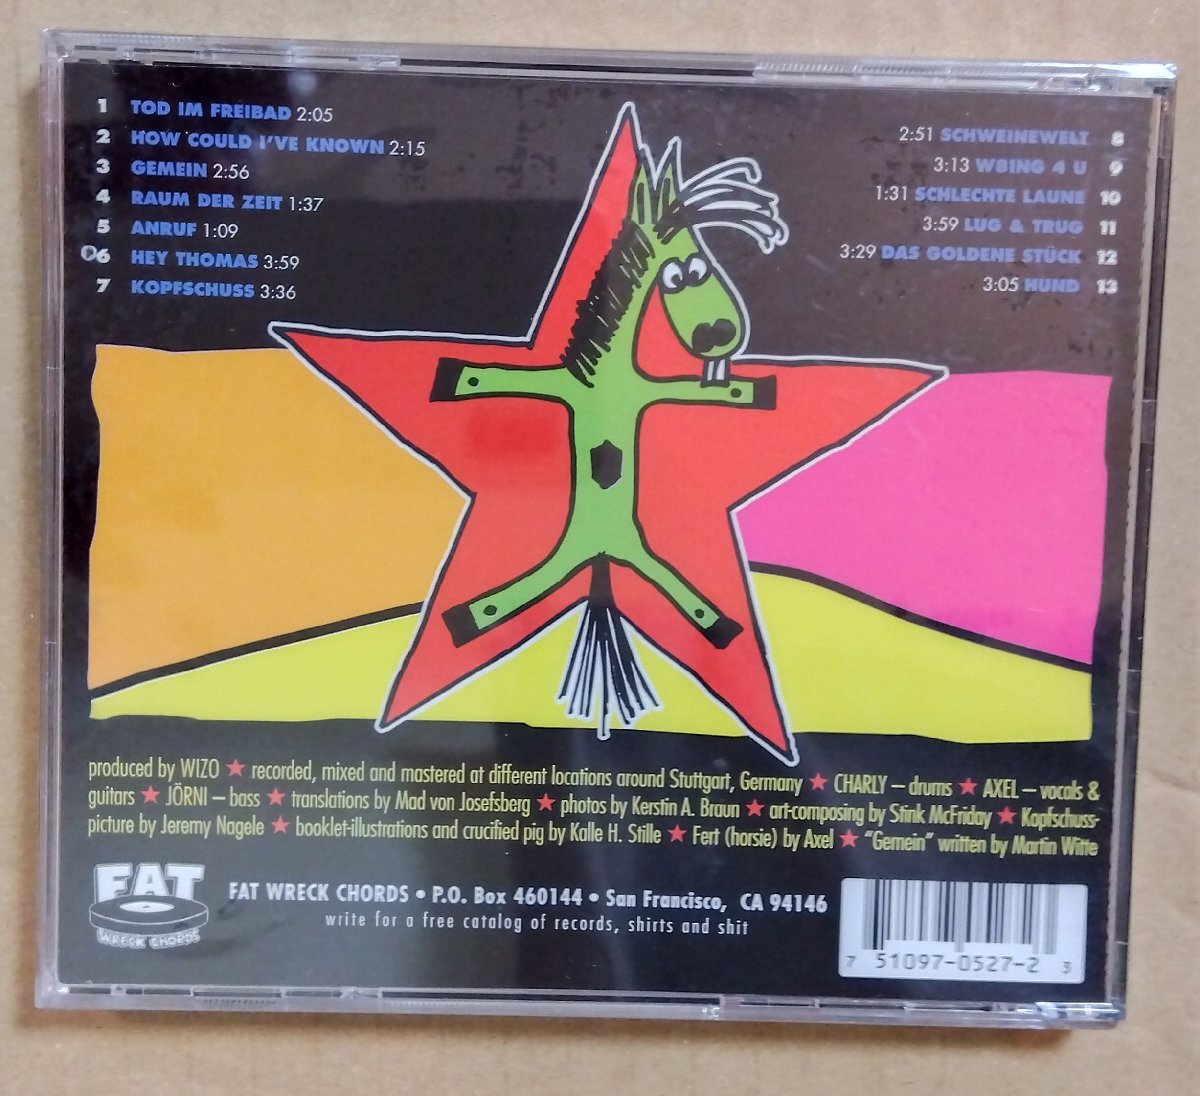 1 TOD IM FREIBAD 2:05
2 HOW COULD I'VE KNOWN 2:15
3 GEMEIN 2:56
4 RAUM DER ZEIT 1:37
5 ANRUF 1:09
6 HEY THOMAS 3:59
7 KOPFSCHUSS 3:36
2:51 SCHWEINEWELT 8
3:13 W8ING 4 U 9
1:31 SCHLECHTE LAUNE 10
3:59 LUG & TRUG 11
3:29 DAS GOLDENE STÜCK 12
3:05 HUND 13
produced by WIZO ★ recorded, mixed and mastered at different locations around Stuttgart, Germany ★ CHARLY – drums ★ AXEL – vocals &
guitars ★ JÖRNI – bass ★ translations by Mad von Josefsberg ★ photos by Kerstin A. Braun ★ art-composing by Stink McFriday ★ Kopfschuss-
picture by Jeremy Nagele ★ booklet-illustrations and crucified pig by Kalle H. Stille ★ Fert (horsie) by Axel ★ "Gemein" written by Martin Witte
FAT
WRECK CHORDS
FAT WRECK CHORDS • P.O. Box 460144 • San Francisco, CA 94146
write for a free catalog of records, shirts and shit
7 51097-0527-2 3